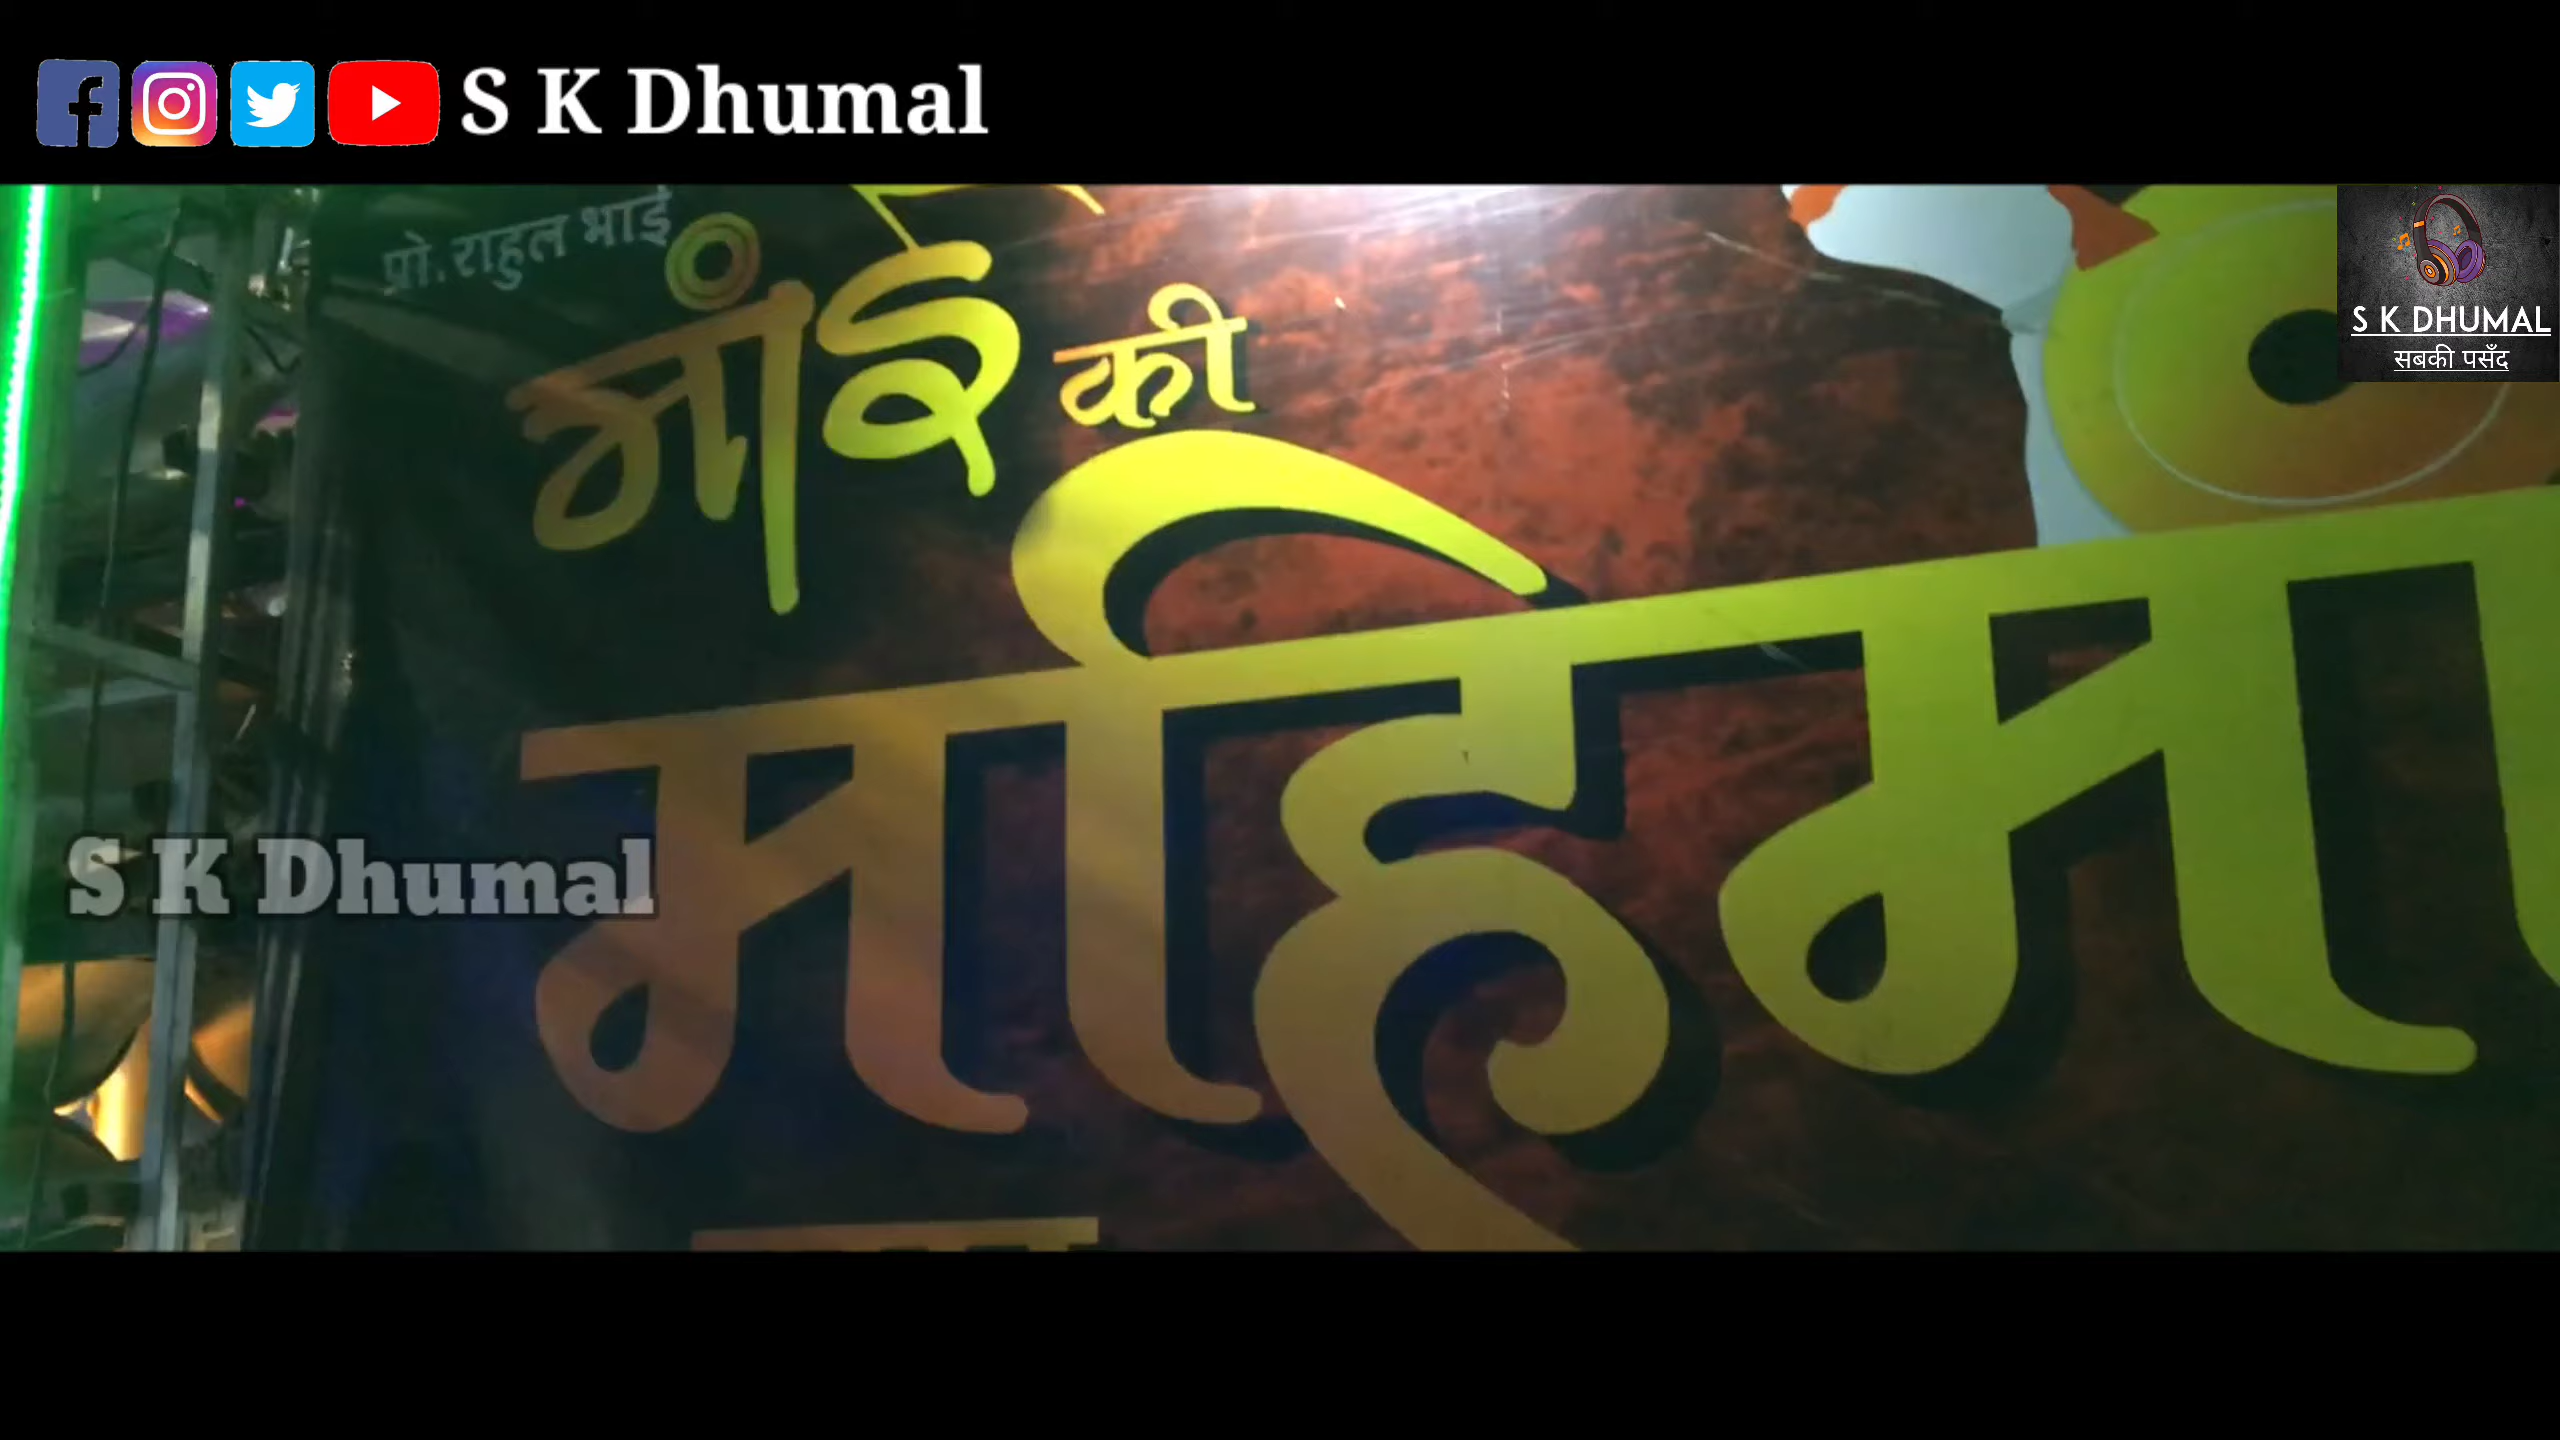 S K Dhumal
प्रो. राहुल भाई
S K DHUMAL
सबकी पसँद
मांई की
महिमां
S K Dhumal